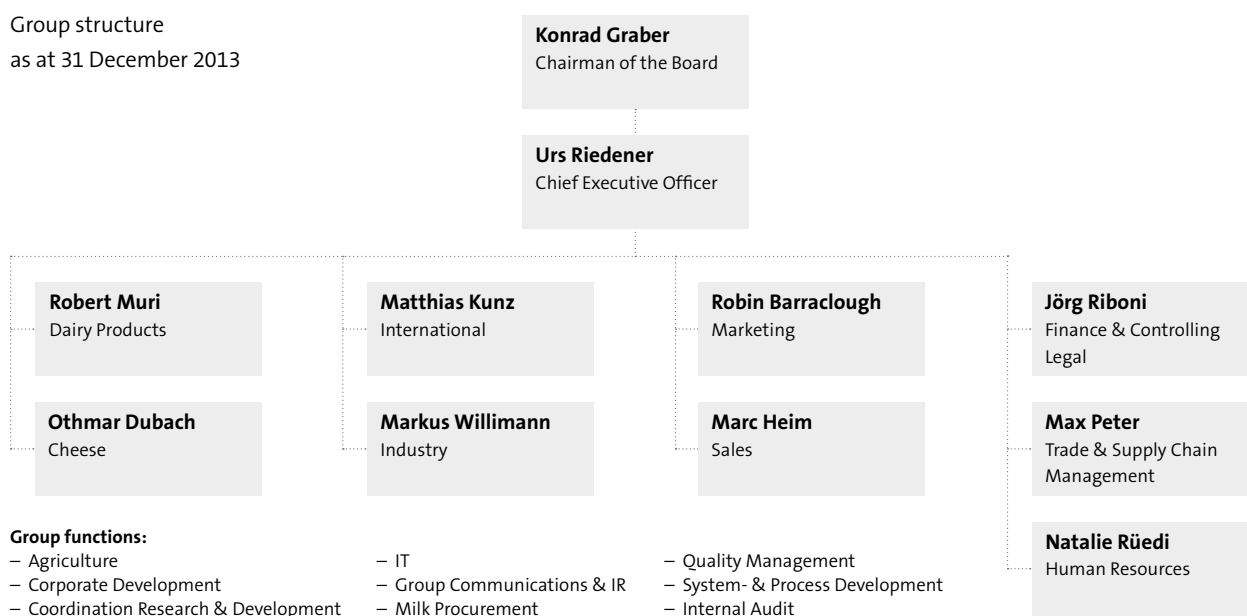 Group structure
as at 31 December 2013
Konrad Graber
Chairman of the Board
Urs Riedener
Chief Executive Officer
Robert Muri
Dairy Products
Matthias Kunz
International
Robin Barraclough
Marketing
Jörg Riboni
Finance & Controlling
Legal
Othmar Dubach
Cheese
Markus Willimann
Industry
Marc Heim
Sales
Max Peter
Trade & Supply Chain
Management
Natalie Rüedi
Human Resources
Group functions:
– Agriculture
– Corporate Development
– Coordination Research & Development
– IT
– Group Communications & IR
– Milk Procurement
– Quality Management
– System- & Process Development
– Internal Audit